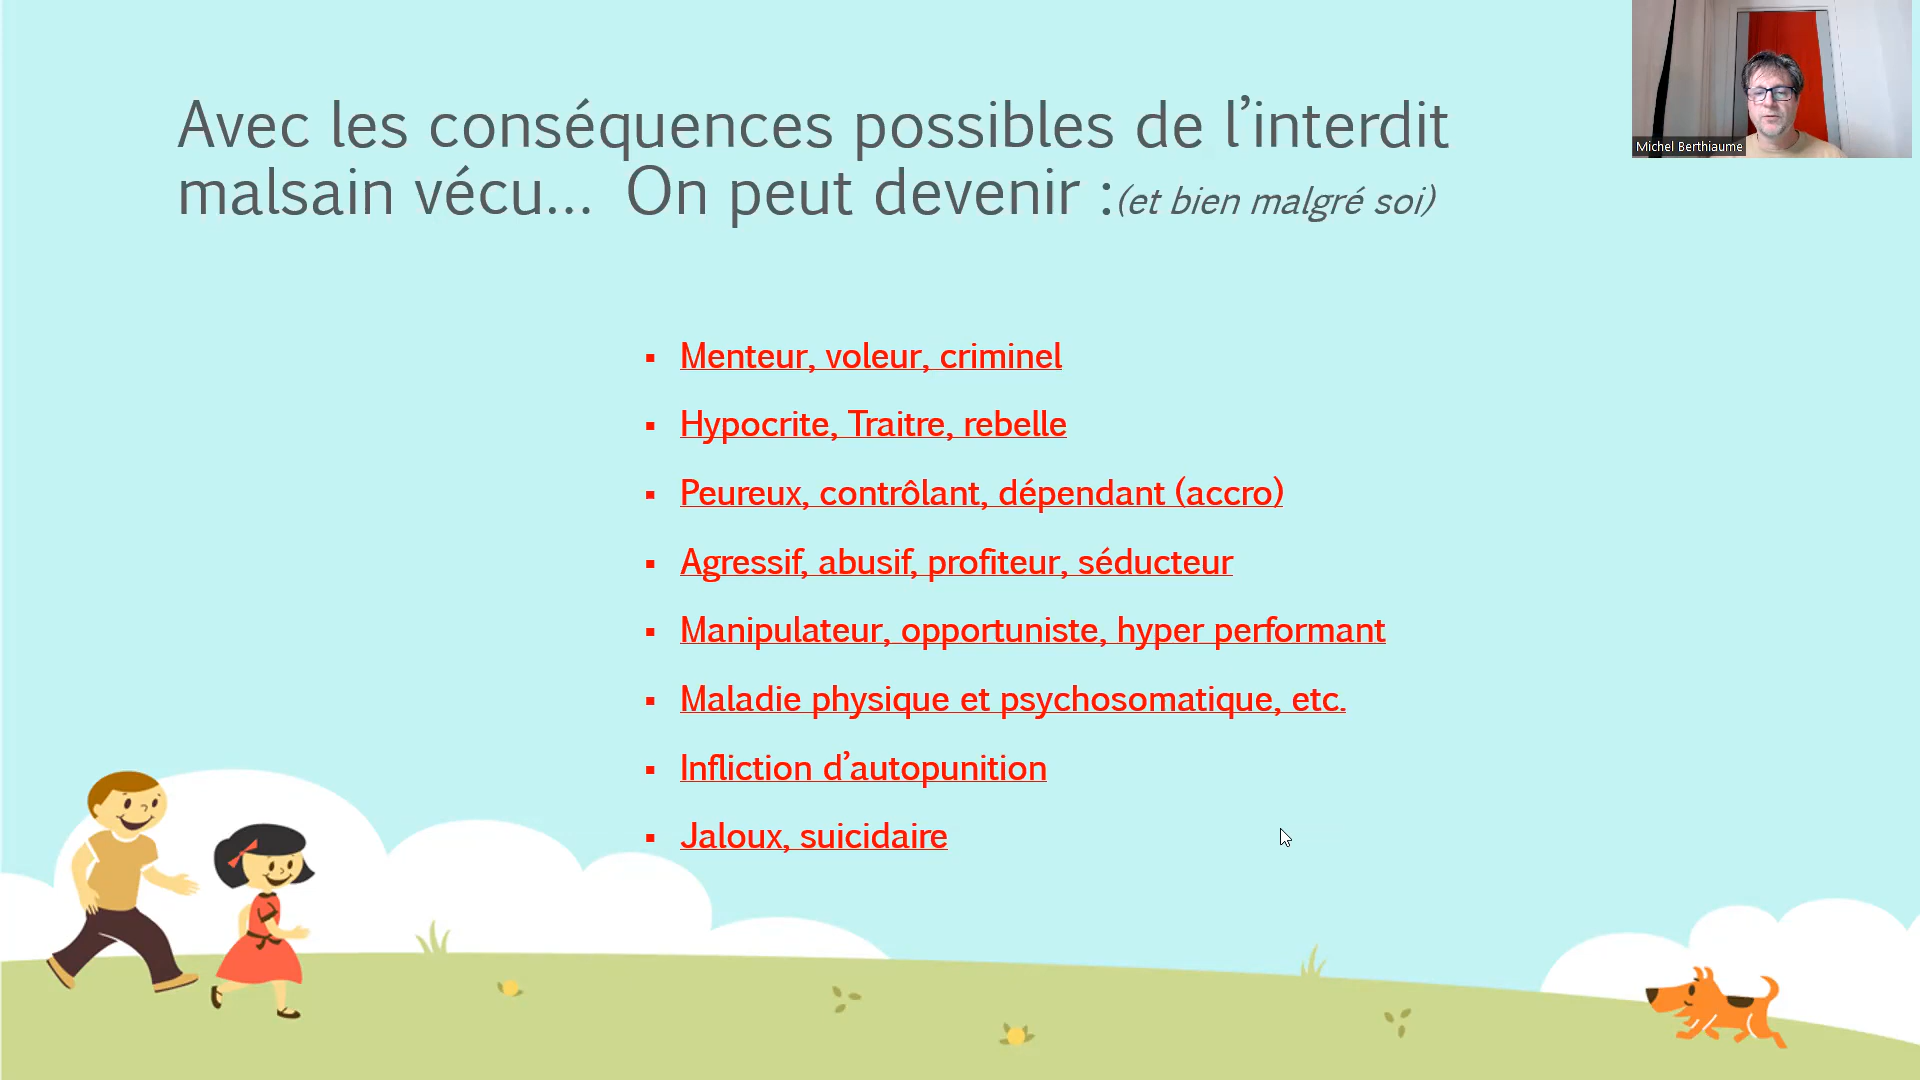 Avec les conséquences possibles de l’interdit
malsain vécu... On peut devenir :(et bien malgré soi)
Michel Berthiaume
▪ Menteur, voleur, criminel
▪ Hypocrite, Traitre, rebelle
▪ Peureux, contrôlant, dépendant (accro)
▪ Agressif, abusif, profiteur, séducteur
▪ Manipulateur, opportuniste, hyper performant
▪ Maladie physique et psychosomatique, etc.
▪ Infliction d’autopunition
▪ Jaloux, suicidaire